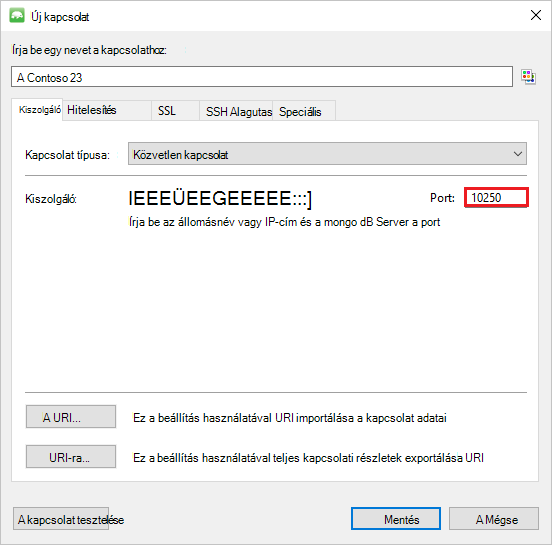 Új kapcsolat
Írja be egy nevet a kapcsolathoz:
A Contoso 23
Kiszolgáló Hitelesítés SSL SSH Alagutas Speciális
Kapcsolat típusa: Közvetlen kapcsolat
Kiszolgáló: IEEEÜEEGEEEEE:::] Port: 10250
Írja be az állomásnév vagy IP-cím és a mongo dB Server a port
A URI... Ez a beállítás használatával URI importálása a kapcsolat adatai
URI-ra... Ez a beállítás használatával teljes kapcsolati részletek exportálása URI
A kapcsolat tesztelése Mentés A Mégse